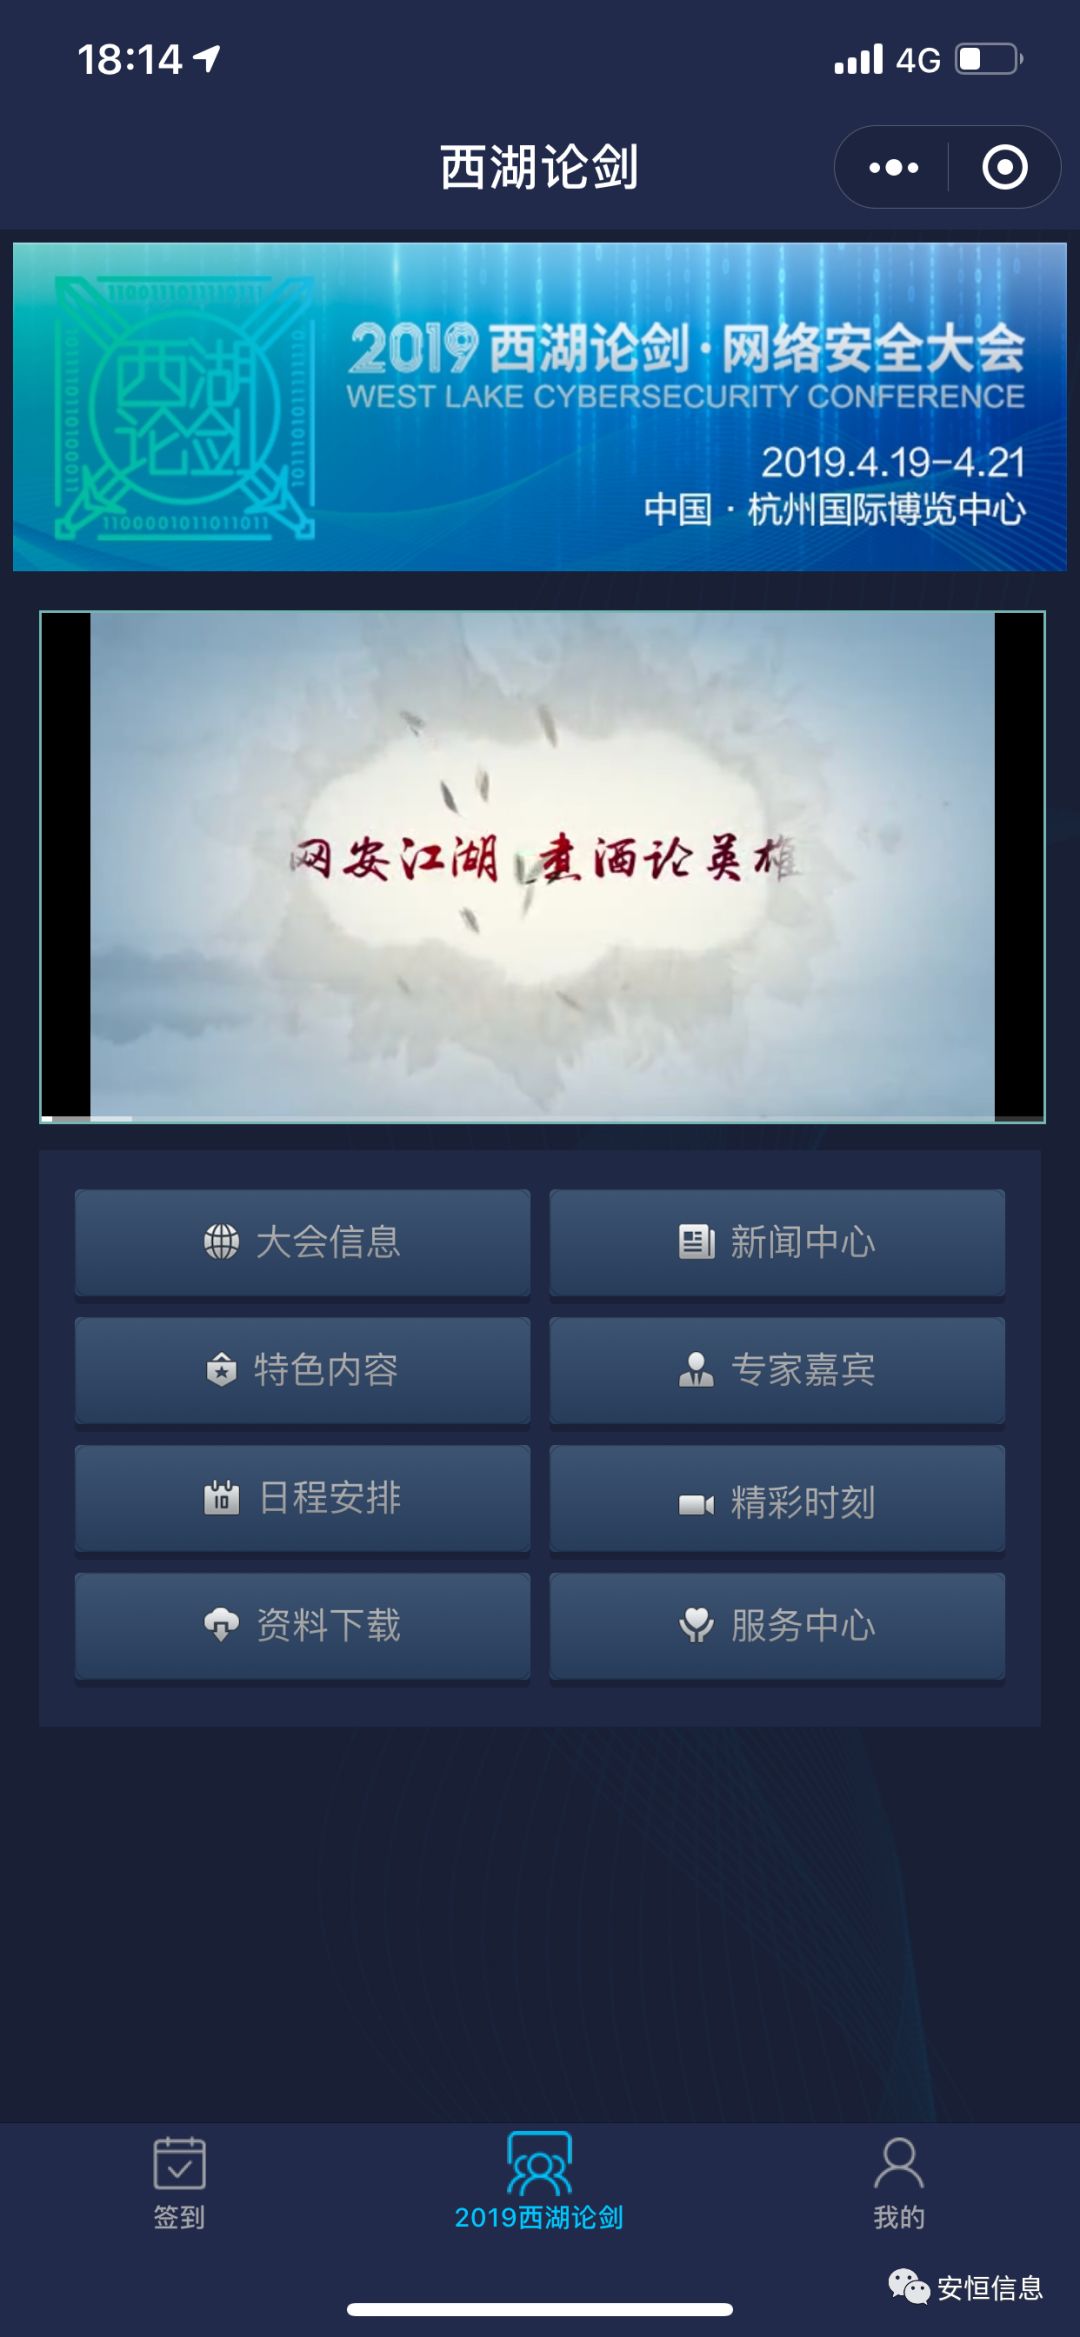 18:14
4G
西湖论剑
1100111011110111
西湖
论剑
1100001011011011
2019西湖论剑·网络安全大会
WEST LAKE CYBERSECURITY CONFERENCE
2019.4.19-4.21
中国·杭州国际博览中心
网安江湖 煮酒论英雄
大会信息
新闻中心
特色内容
专家嘉宾
10
日程安排
精彩时刻
资料下载
服务中心
签到
2019西湖论剑
我的
安恒信息